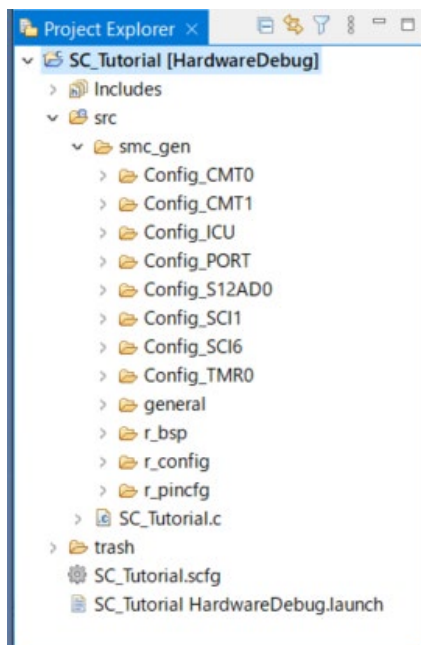 Project Explorer
SC_Tutorial [HardwareDebug]
Includes
src
smc_gen
Config_CMT0
Config_CMT1
Config_ICU
Config_PORT
Config_S12AD0
Config_SCI1
Config_SCI6
Config_TMR0
general
r_bsp
r_config
r_pincfg
SC_Tutorial.c
trash
SC_Tutorial.scfg
SC_Tutorial HardwareDebug.launch